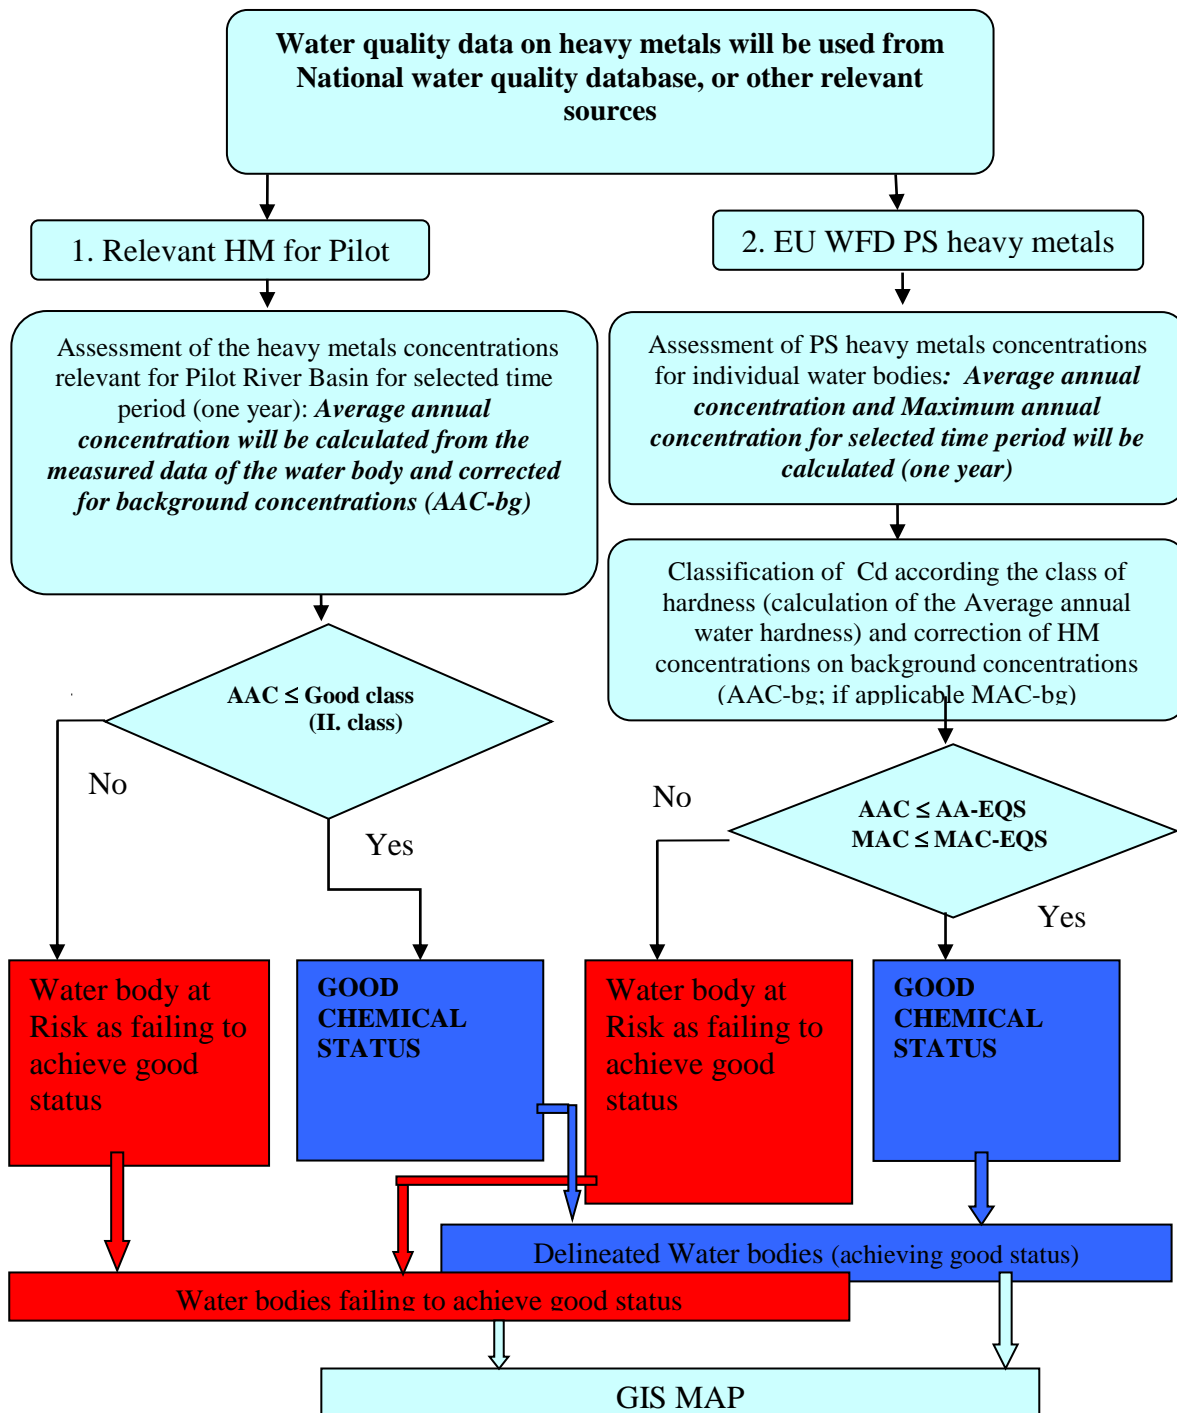 Water quality data on heavy metals will be used from
National water quality database, or other relevant
sources
1. Relevant HM for Pilot
2. EU WFD PS heavy metals
Assessment of the heavy metals concentrations
relevant for Pilot River Basin for selected time
period (one year): Average annual
concentration will be calculated from the
measured data of the water body and corrected
for background concentrations (AAC-bg)
Assessment of PS heavy metals concentrations
for individual water bodies: Average annual
concentration and Maximum annual
concentration for selected time period will be
calculated (one year)
Classification of Cd according the class of
hardness (calculation of the Average annual
water hardness) and correction of HM
concentrations on background concentrations
(AAC-bg; if applicable MAC-bg)
AAC ≤ Good class
(II. class)
No
Yes
AAC ≤ AA-EQS
MAC ≤ MAC-EQS
No
Yes
Water body at
Risk as failing to
achieve good
status
GOOD
CHEMICAL
STATUS
Water body at
Risk as failing to
achieve good
status
GOOD
CHEMICAL
STATUS
Delineated Water bodies (achieving good status)
Water bodies failing to achieve good status
GIS MAP